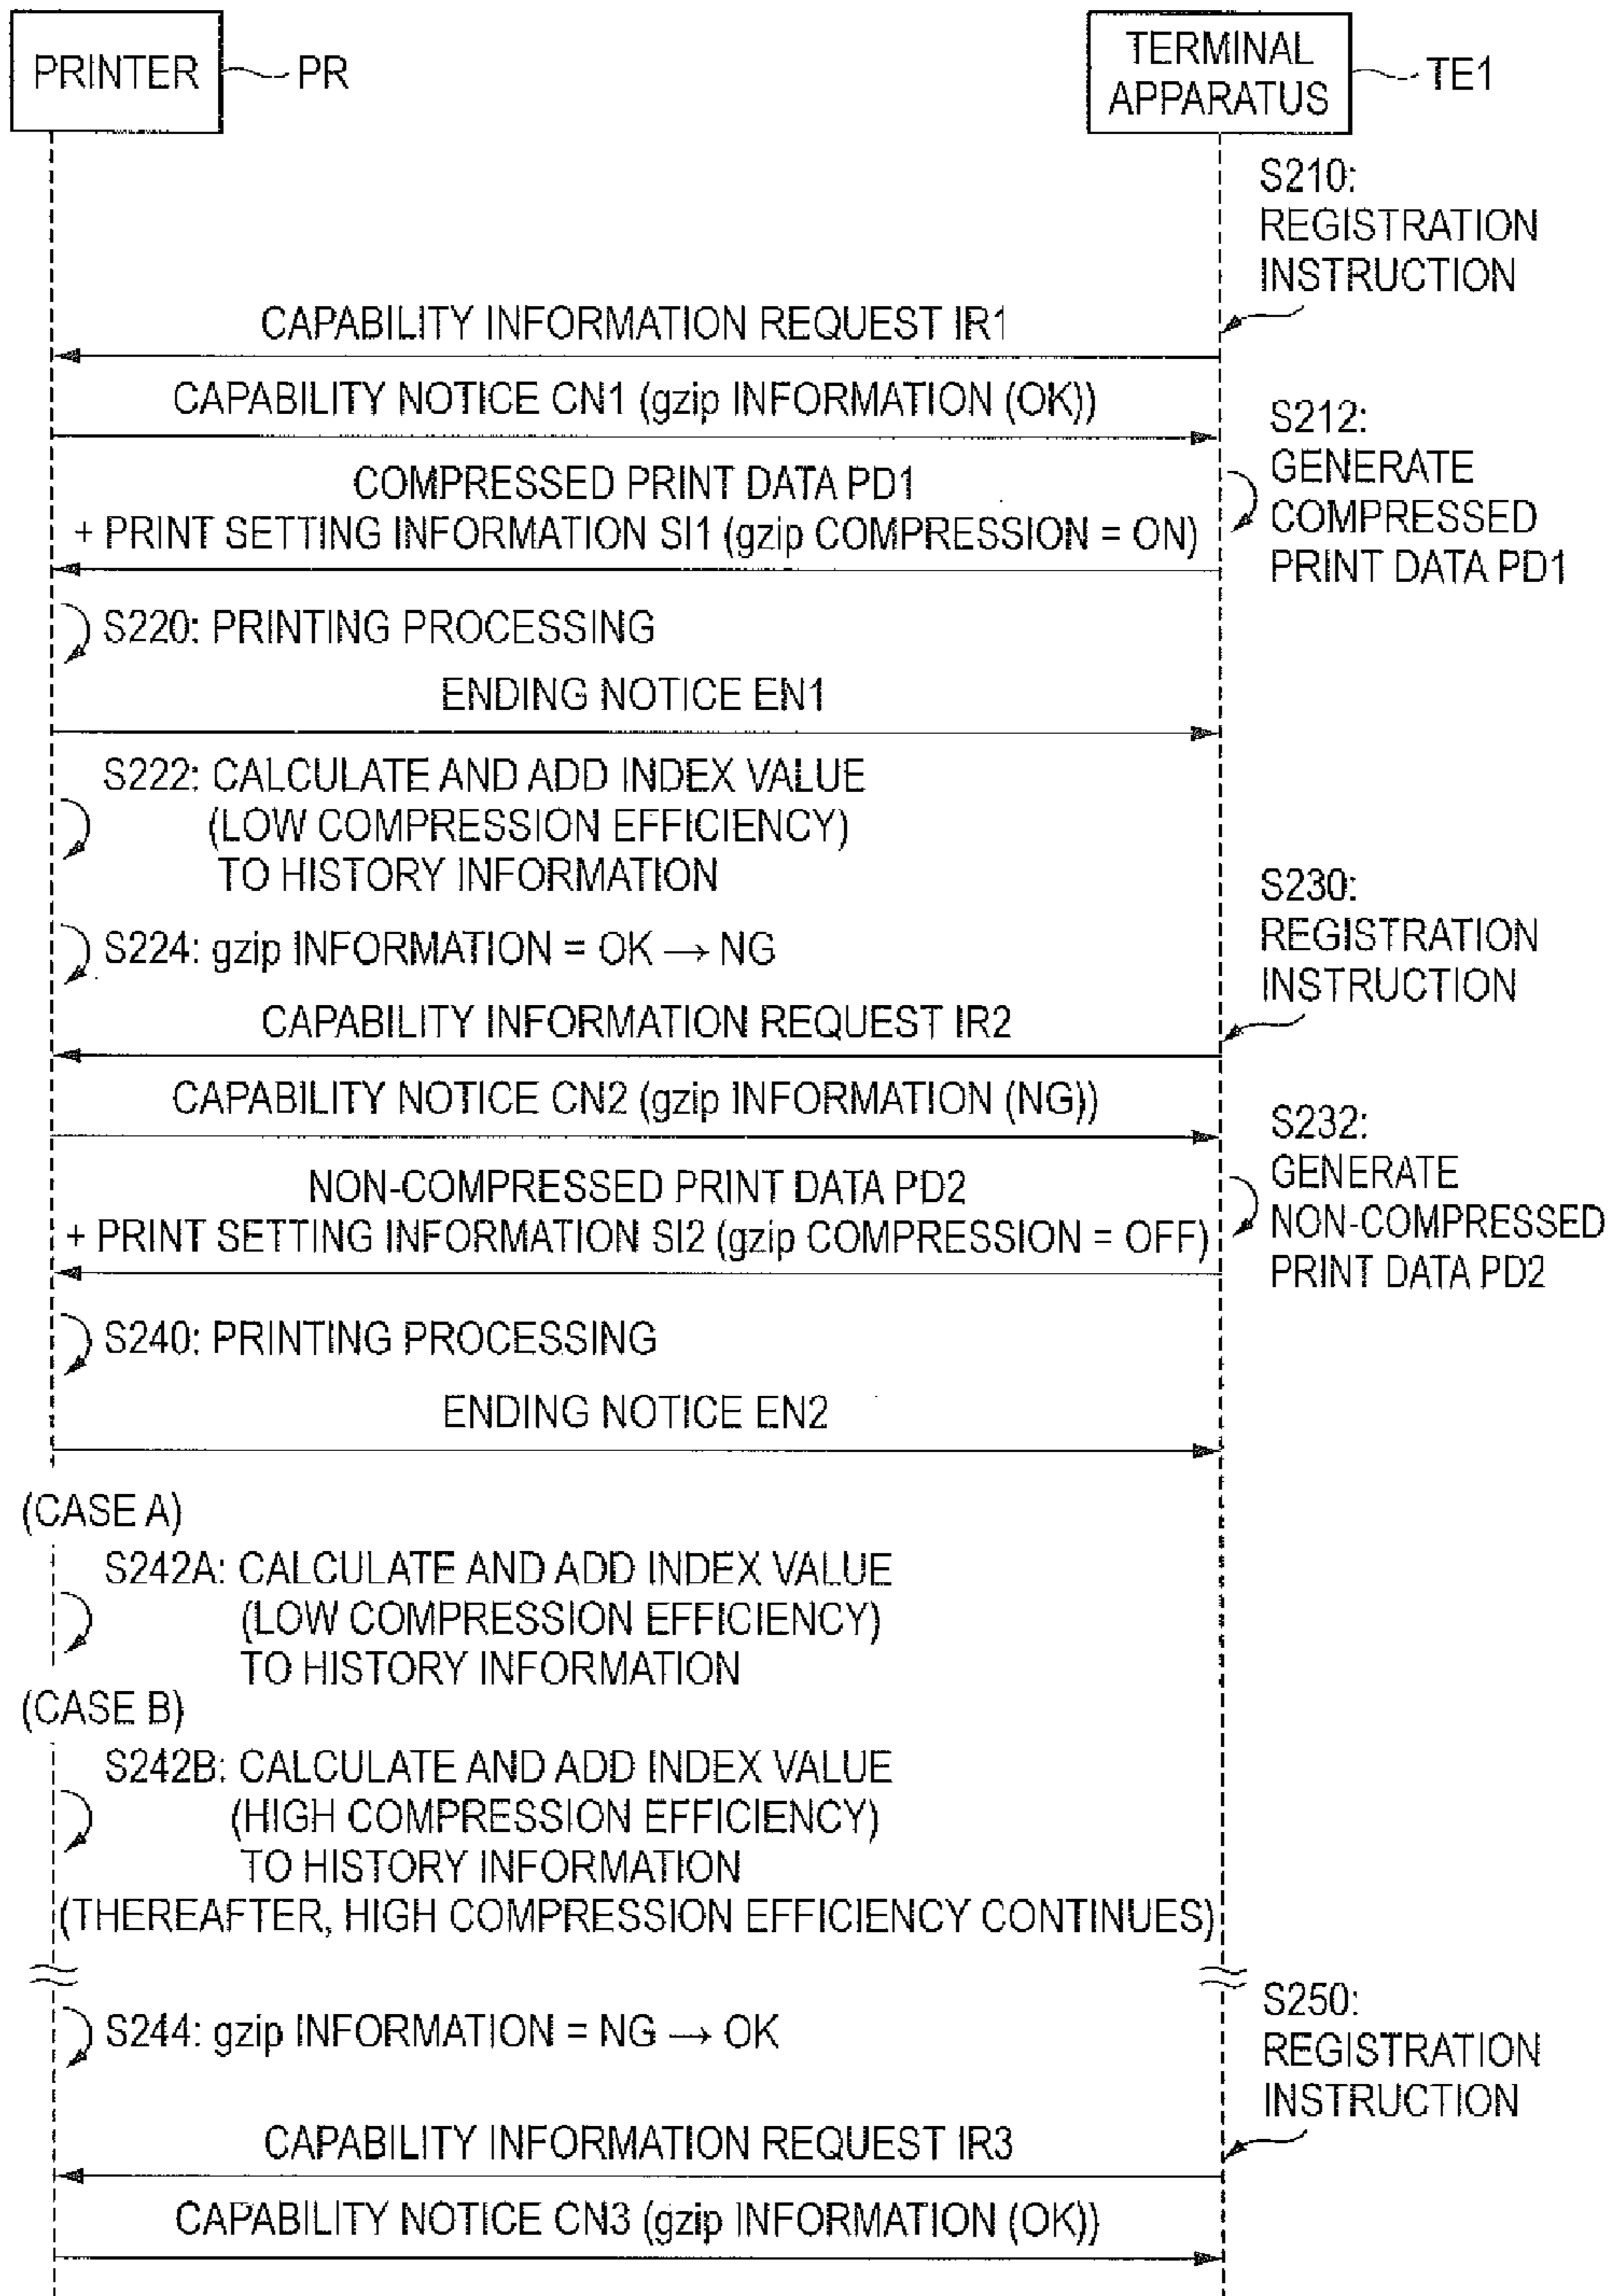 PRINTER
PR
TERMINAL
APPARATUS
TE1
S210:
REGISTRATION
INSTRUCTION
CAPABILITY INFORMATION REQUEST IR1
CAPABILITY NOTICE CN1 (gzip INFORMATION (OK))
S212:
GENERATE
COMPRESSED
PRINT DATA PD1
COMPRESSED PRINT DATA PD1
+ PRINT SETTING INFORMATION SI1 (gzip COMPRESSION = ON)
S220: PRINTING PROCESSING
ENDING NOTICE EN1
S222: CALCULATE AND ADD INDEX VALUE
(LOW COMPRESSION EFFICIENCY)
TO HISTORY INFORMATION
S224: gzip INFORMATION = OK → NG
S230:
REGISTRATION
INSTRUCTION
CAPABILITY INFORMATION REQUEST IR2
CAPABILITY NOTICE CN2 (gzip INFORMATION (NG))
S232:
GENERATE
NON-COMPRESSED
PRINT DATA PD2
NON-COMPRESSED PRINT DATA PD2
+ PRINT SETTING INFORMATION SI2 (gzip COMPRESSION = OFF)
S240: PRINTING PROCESSING
ENDING NOTICE EN2
(CASE A)
S242A: CALCULATE AND ADD INDEX VALUE
(LOW COMPRESSION EFFICIENCY)
TO HISTORY INFORMATION
(CASE B)
S242B: CALCULATE AND ADD INDEX VALUE
(HIGH COMPRESSION EFFICIENCY)
TO HISTORY INFORMATION
(THEREAFTER, HIGH COMPRESSION EFFICIENCY CONTINUES)
S244: gzip INFORMATION = NG → OK
S250:
REGISTRATION
INSTRUCTION
CAPABILITY INFORMATION REQUEST IR3
CAPABILITY NOTICE CN3 (gzip INFORMATION (OK))